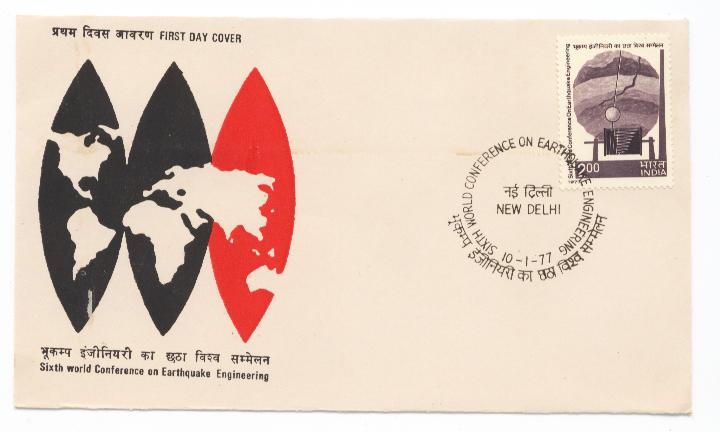 प्रथम दिवस आवरण FIRST DAY COVER
भूकम्प इंजीनियरी का छठा विश्व सम्मेलन
Sixth World Conference On Earthquake Engineering
2.00
भारत
INDIA
SIXTH WORLD CONFERENCE ON EARTHQUAKE ENGINEERING
नई दिल्ली
NEW DELHI
10-1-77
भूकम्प इंजीनियरी का छठा विश्व सम्मेलन
भूकम्प इंजीनियरी का छठा विश्व सम्मेलन
Sixth world Conference on Earthquake Engineering